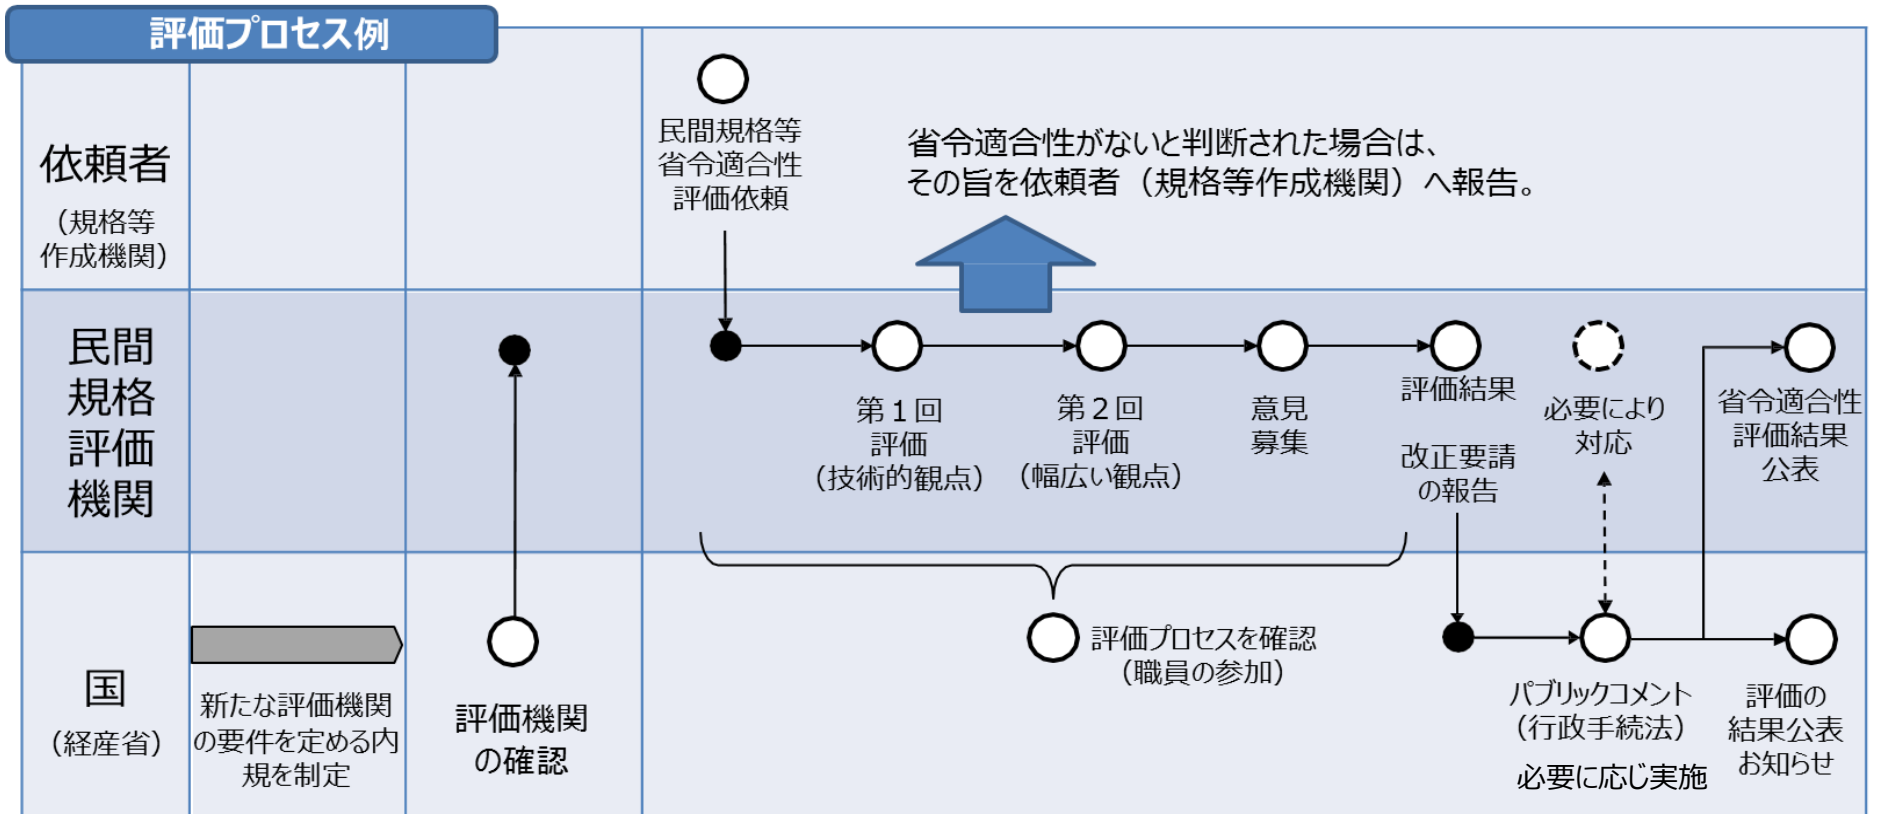 評価プロセス例
依頼者
（規格等
作成機関）
民間規格等
省令適合性
評価依頼
省令適合性がないと判断された場合は、
その旨を依頼者（規格等作成機関）へ報告。
民間
規格
評価
機関
第１回
評価
（技術的観点）
第２回
評価
（幅広い観点）
意見
募集
評価結果
改正要請
の報告
必要により
対応
省令適合性
評価結果
公表
国
（経産省）
新たな評価機関
の要件を定める内
規を制定
評価機関
の確認
評価プロセスを確認
（職員の参加）
パブリックコメント
（行政手続法）
必要に応じ実施
評価の
結果公表
お知らせ